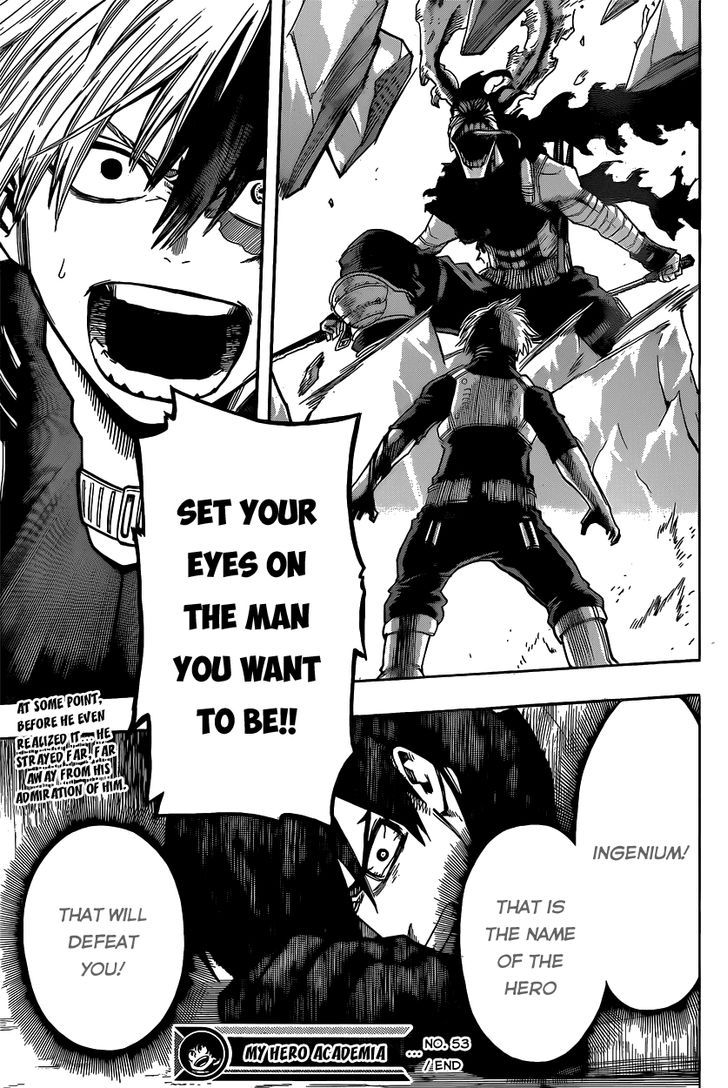 SET YOUR
EYES ON
THE MAN
YOU WANT
TO BE!!
AT SOME POINT,
BEFORE HE EVEN
REALIZED IT... HE
STRAYED FAR, FAR
AWAY FROM HIS
ADMIRATION OF HIM.
INGENIUM!
THAT IS
THE NAME
OF THE
HERO
THAT WILL
DEFEAT
YOU!
MY HERO ACADEMIA
... NO. 53
/ END